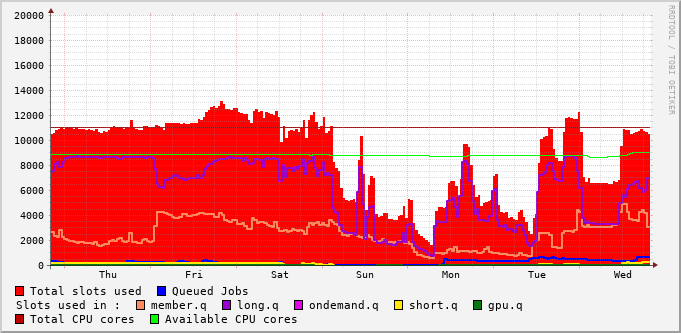 20000
18000
16000
14000
12000
10000
8000
6000
4000
2000
0
Thu Fri Sat Sun Mon Tue Wed
RRDTOOL / TOBI OETIKER
Total slots used Queued Jobs
Slots used in : member.q long.q ondemand.q short.q gpu.q
Total CPU cores Available CPU cores